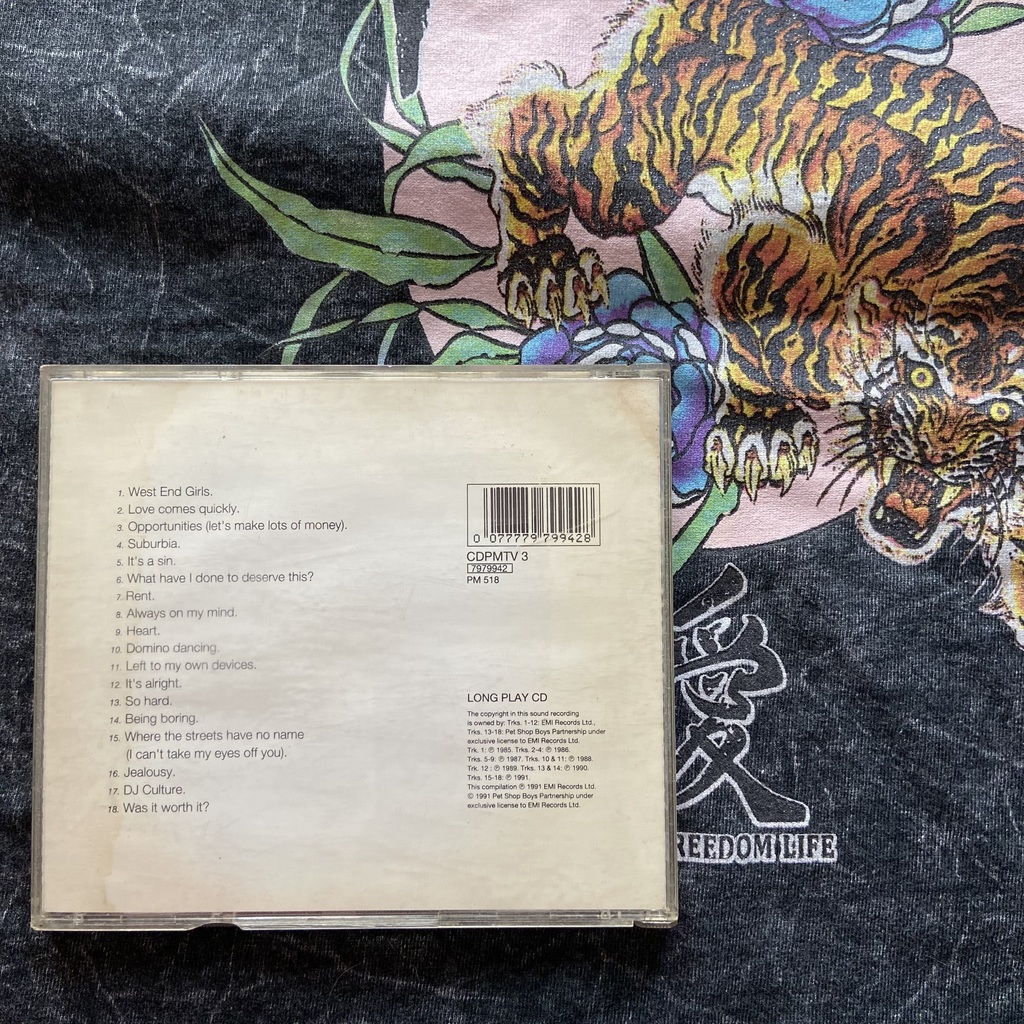 1. West End Girls.
2. Love comes quickly.
3. Opportunities (let's make lots of money).
4. Suburbia.
5. It's a sin.
6. What have I done to deserve this?
7. Rent.
8. Always on my mind.
9. Heart.
10. Domino dancing.
11. Left to my own devices.
12. It's alright.
13. So hard.
14. Being boring.
15. Where the streets have no name
(I can't take my eyes off you).
16. Jealousy.
17. DJ Culture.
18. Was it worth it?
0 077779 799428
CDPMTV 3
7979942
PM 518
LONG PLAY CD
The copyright in this sound recording
is owned by: Trks. 1-12: EMI Records Ltd.,
Trks. 13-18: Pet Shop Boys Partnership under
exclusive license to EMI Records Ltd.
Trk. 1: ℗ 1985. Trks. 2-4: ℗ 1986.
Trks. 5-9: ℗ 1987. Trks. 10 & 11: ℗ 1988.
Trk. 12 : ℗ 1989. Trks. 13 & 14: ℗ 1990.
Trks. 15-18: ℗ 1991.
This compilation ℗ 1991 EMI Records Ltd.
© 1991 Pet Shop Boys Partnership under
exclusive license to EMI Records Ltd.
愛
REEDOM LIFE